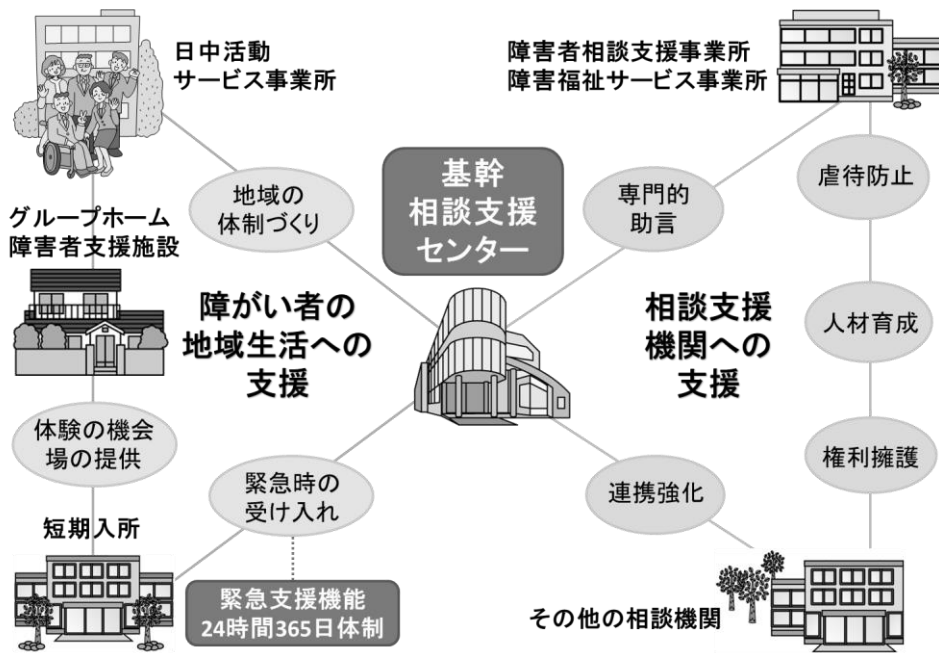 日中活動
サービス事業所
障害者相談支援事業所
障害福祉サービス事業所
基幹
相談支援
センター
地域の
体制づくり
専門的
助言
虐待防止
グループホーム
障害者支援施設
障がい者の
地域生活への
支援
相談支援
機関への
支援
人材育成
体験の機会
場の提供
緊急時の
受け入れ
連携強化
権利擁護
短期入所
緊急支援機能
24時間365日体制
その他の相談機関